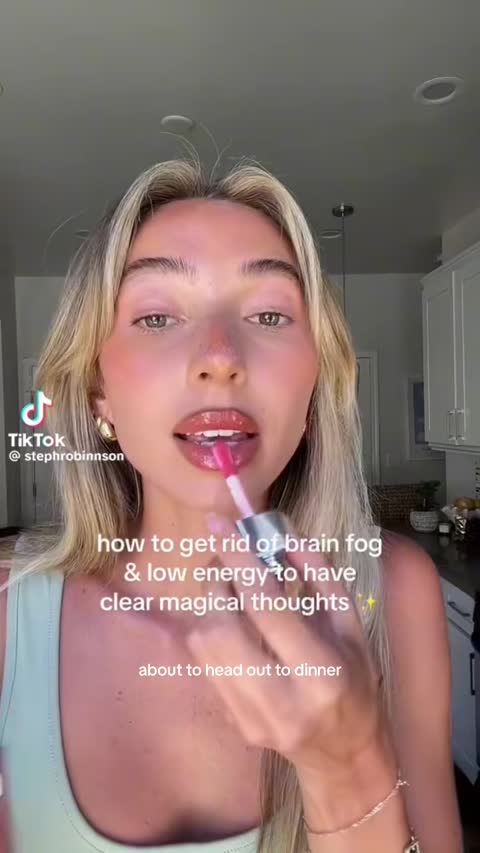 TikTok
@ stephrobinnson
how to get rid of brain fog
& low energy to have
clear magical thoughts ✨
about to head out to dinner